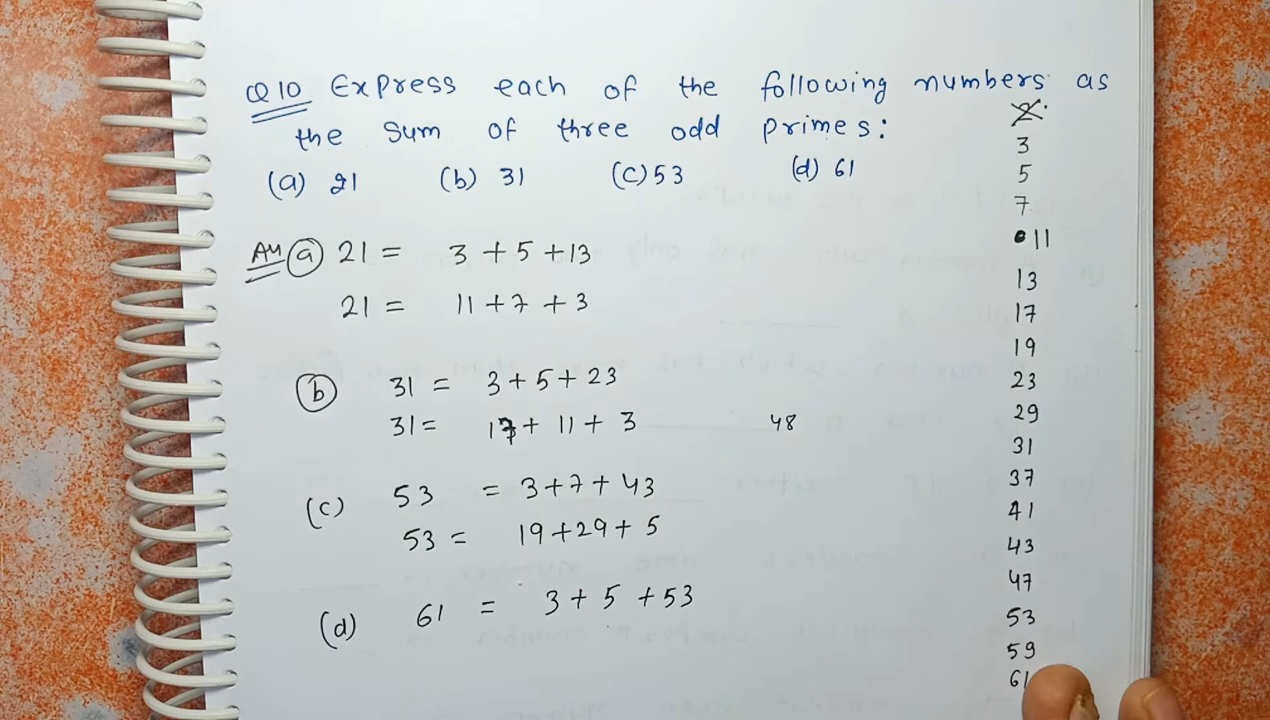 Q10 Express each of the following numbers as
the sum of three odd primes:
(a) 21 (b) 31 (c) 53 (d) 61
Ans (a) 21 = 3 + 5 + 13
21 = 11 + 7 + 3
(b) 31 = 3 + 5 + 23
31 = 17 + 11 + 3
48
(c) 53 = 3 + 7 + 43
53 = 19 + 29 + 5
(d) 61 = 3 + 5 + 53
2
3
5
7
11
13
17
19
23
29
31
37
41
43
47
53
59
61